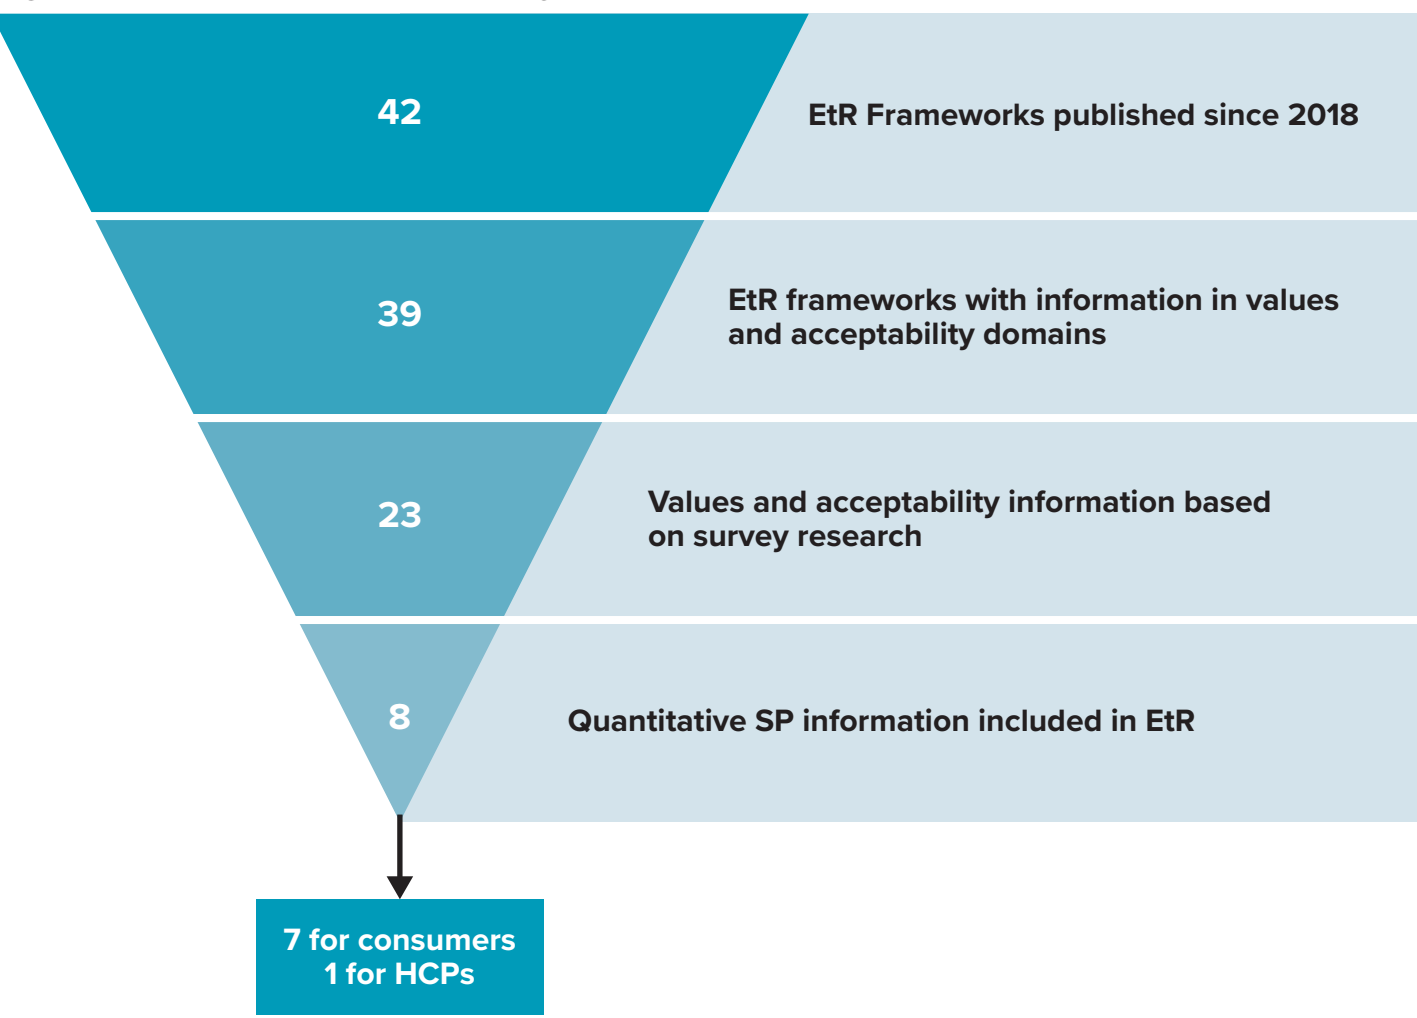 42
EtR Frameworks published since 2018
39
EtR frameworks with information in values
and acceptability domains
23
Values and acceptability information based
on survey research
8
Quantitative SP information included in EtR
7 for consumers
1 for HCPs